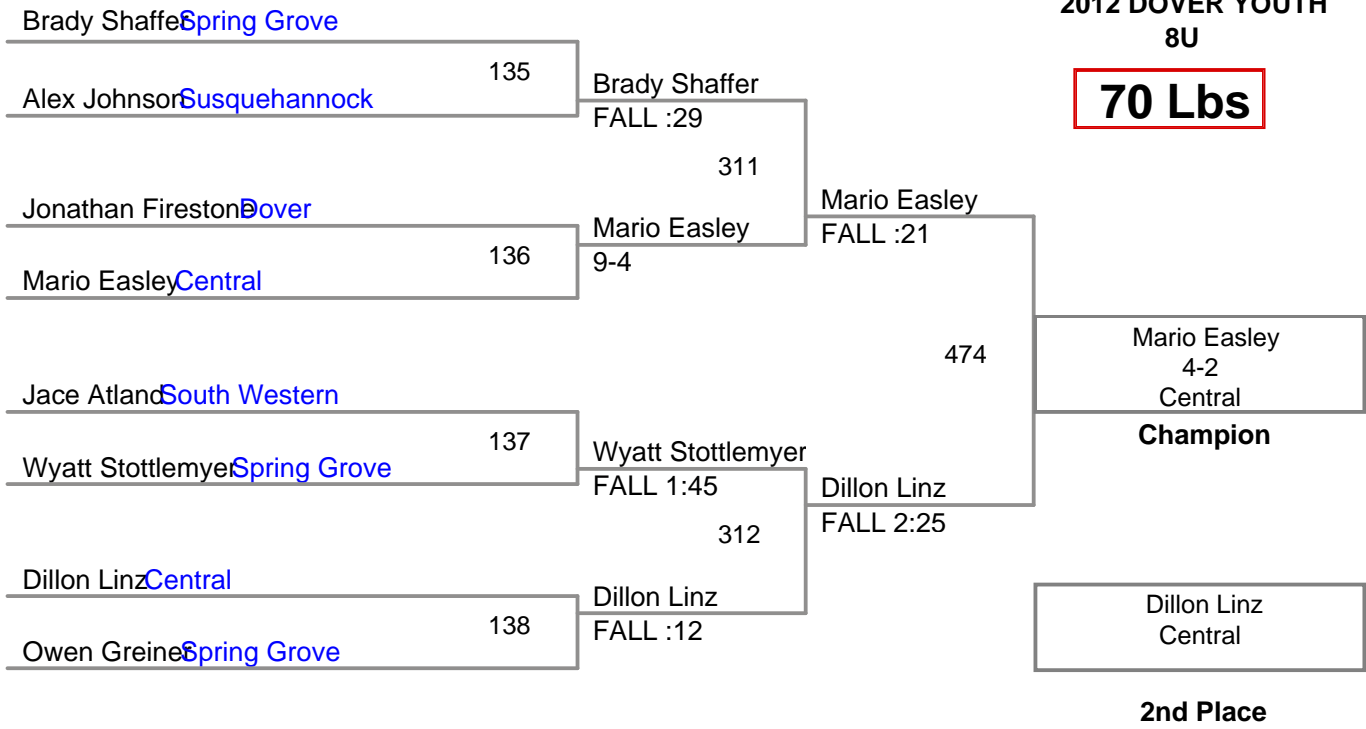 2012 DOVER YOUTH
8U
70 Lbs
Brady Shaffer Spring Grove
135
Alex Johnson Susquehannock
Brady Shaffer
FALL :29
311
Jonathan Firestone Dover
136
Mario Easley Central
Mario Easley
9-4
Mario Easley
FALL :21
474
Jace Atland South Western
137
Wyatt Stottlemyer Spring Grove
Wyatt Stottlemyer
FALL 1:45
312
Dillon Linz Central
138
Owen Greiner Spring Grove
Dillon Linz
FALL :12
Dillon Linz
FALL 2:25
Mario Easley
4-2
Central
Champion
Dillon Linz
Central
2nd Place